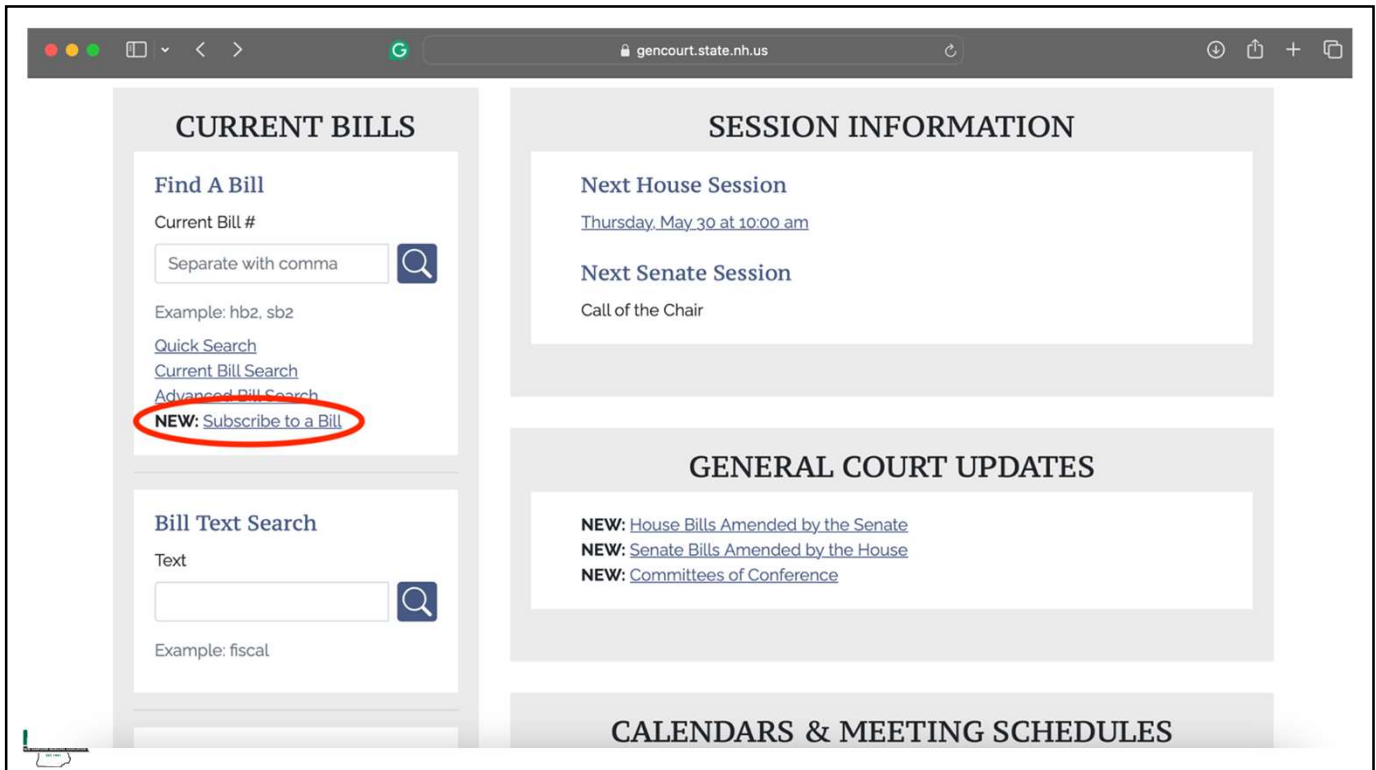 gencourt.state.nh.us
CURRENT BILLS
Find A Bill
Current Bill #
Separate with comma
Example: hb2, sb2
Quick Search
Current Bill Search
Advanced Bill Search
NEW: Subscribe to a Bill
Bill Text Search
Text
Example: fiscal
SESSION INFORMATION
Next House Session
Thursday, May 30 at 10:00 am
Next Senate Session
Call of the Chair
GENERAL COURT UPDATES
NEW: House Bills Amended by the Senate
NEW: Senate Bills Amended by the House
NEW: Committees of Conference
CALENDARS & MEETING SCHEDULES